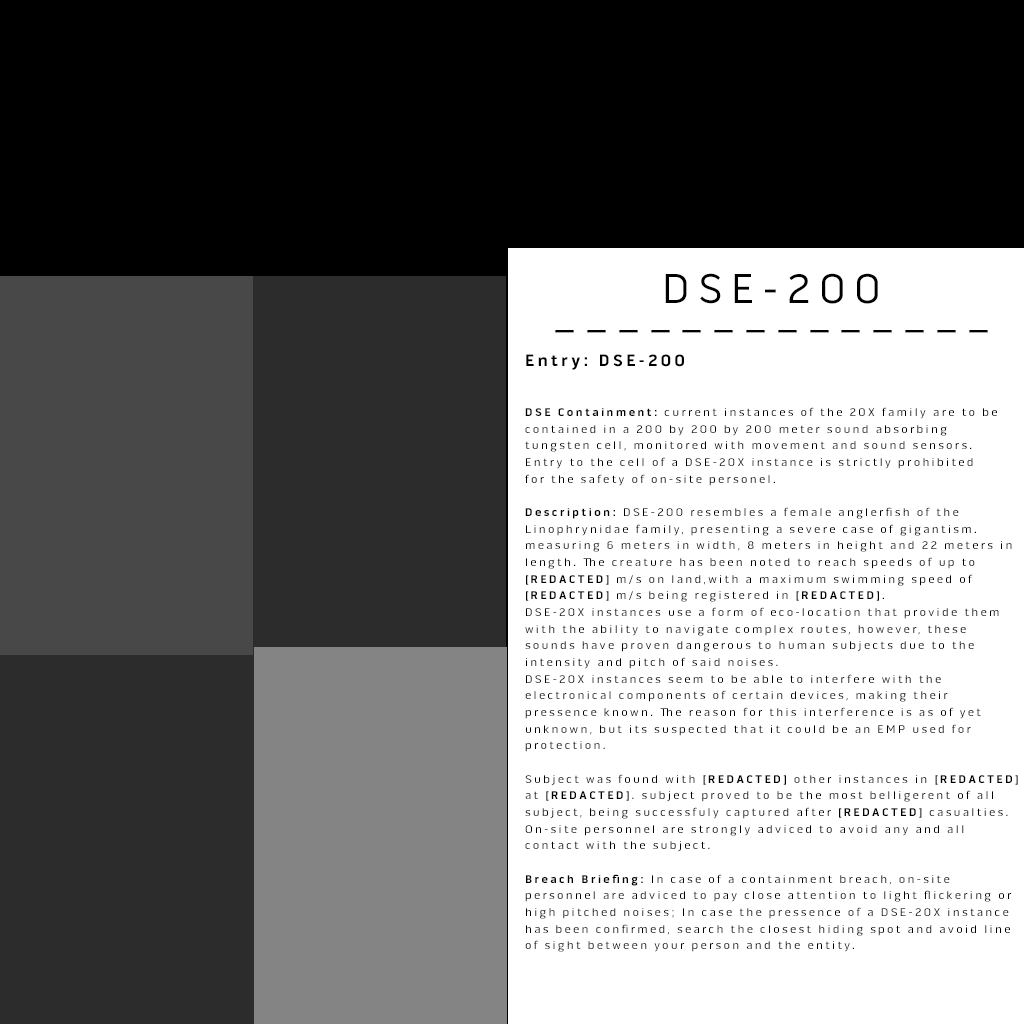 DSE-200
Entry: DSE-200
DSE Containment: current instances of the 20X family are to be
contained in a 200 by 200 by 200 meter sound absorbing
tungsten cell, monitored with movement and sound sensors.
Entry to the cell of a DSE-20X instance is strictly prohibited
for the safety of on-site personel.
Description: DSE-200 resembles a female anglerfish of the
Linophrynidae family, presenting a severe case of gigantism.
measuring 6 meters in width, 8 meters in height and 22 meters in
length. The creature has been noted to reach speeds of up to
[REDACTED] m/s on land,with a maximum swimming speed of
[REDACTED] m/s being registered in [REDACTED].
DSE-20X instances use a form of eco-location that provide them
with the ability to navigate complex routes, however, these
sounds have proven dangerous to human subjects due to the
intensity and pitch of said noises.
DSE-20X instances seem to be able to interfere with the
electronical components of certain devices, making their
pressence known. The reason for this interference is as of yet
unknown, but its suspected that it could be an EMP used for
protection.
Subject was found with [REDACTED] other instances in [REDACTED]
at [REDACTED]. subject proved to be the most belligerent of all
subject, being successfuly captured after [REDACTED] casualties.
On-site personnel are strongly adviced to avoid any and all
contact with the subject.
Breach Briefing: In case of a containment breach, on-site
personnel are adviced to pay close attention to light flickering or
high pitched noises; In case the pressence of a DSE-20X instance
has been confirmed, search the closest hiding spot and avoid line
of sight between your person and the entity.